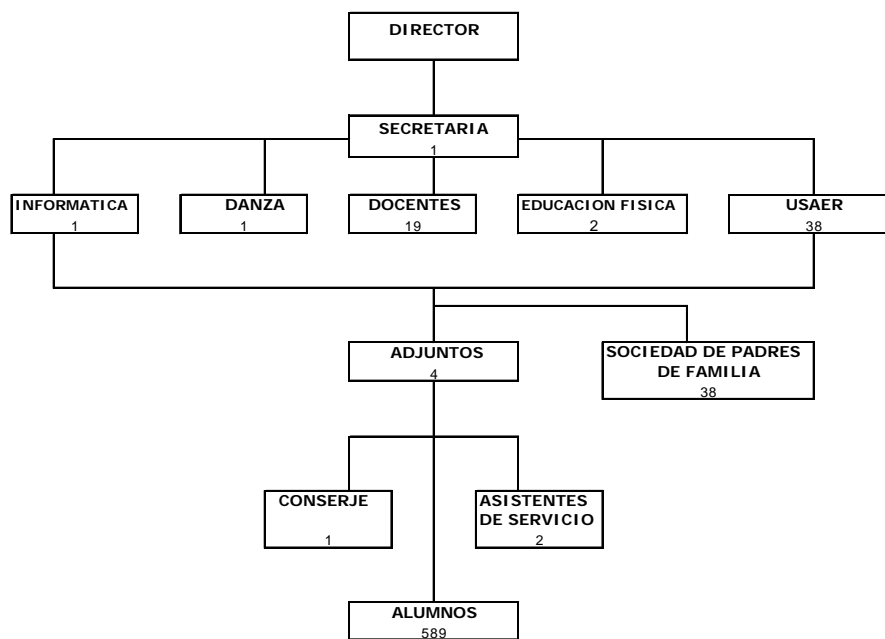 DIRECTOR
SECRETARIA
1
INFORMATICA
1
DANZA
1
DOCENTES
19
EDUCACION FISICA
2
USAER
38
ADJUNTOS
4
SOCIEDAD DE PADRES
DE FAMILIA
38
CONSERJE
1
ASISTENTES
DE SERVICIO
2
ALUMNOS
589